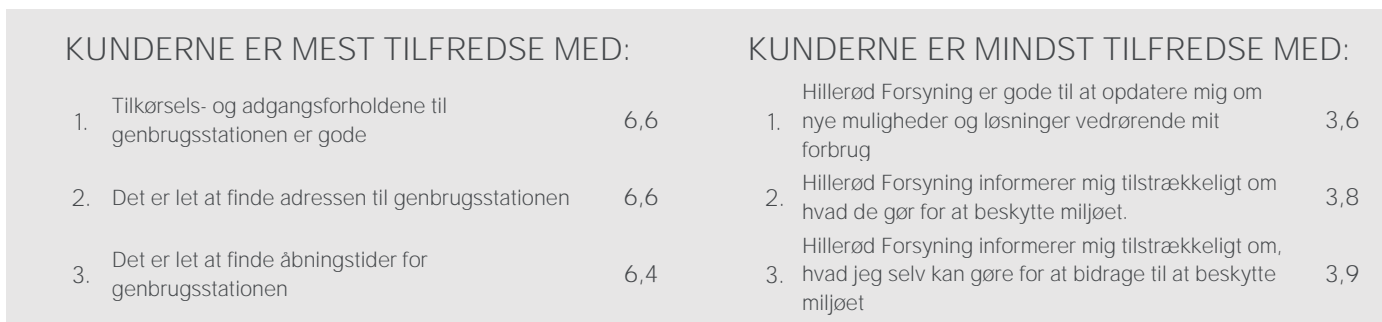 KUNDERNE ER MEST TILFREDSE MED:
1. Tilkørsels- og adgangsforholdene til
genbrugsstationen er gode 6,6
2. Det er let at finde adressen til genbrugsstationen 6,6
3. Det er let at finde åbningstider for
genbrugsstationen 6,4
KUNDERNE ER MINDST TILFREDSE MED:
Hillerød Forsyning er gode til at opdatere mig om
1. nye muligheder og løsninger vedrørende mit 3,6
forbrug
2. Hillerød Forsyning informerer mig tilstrækkeligt om
hvad de gør for at beskytte miljøet. 3,8
Hillerød Forsyning informerer mig tilstrækkeligt om,
3. hvad jeg selv kan gøre for at bidrage til at beskytte 3,9
miljøet